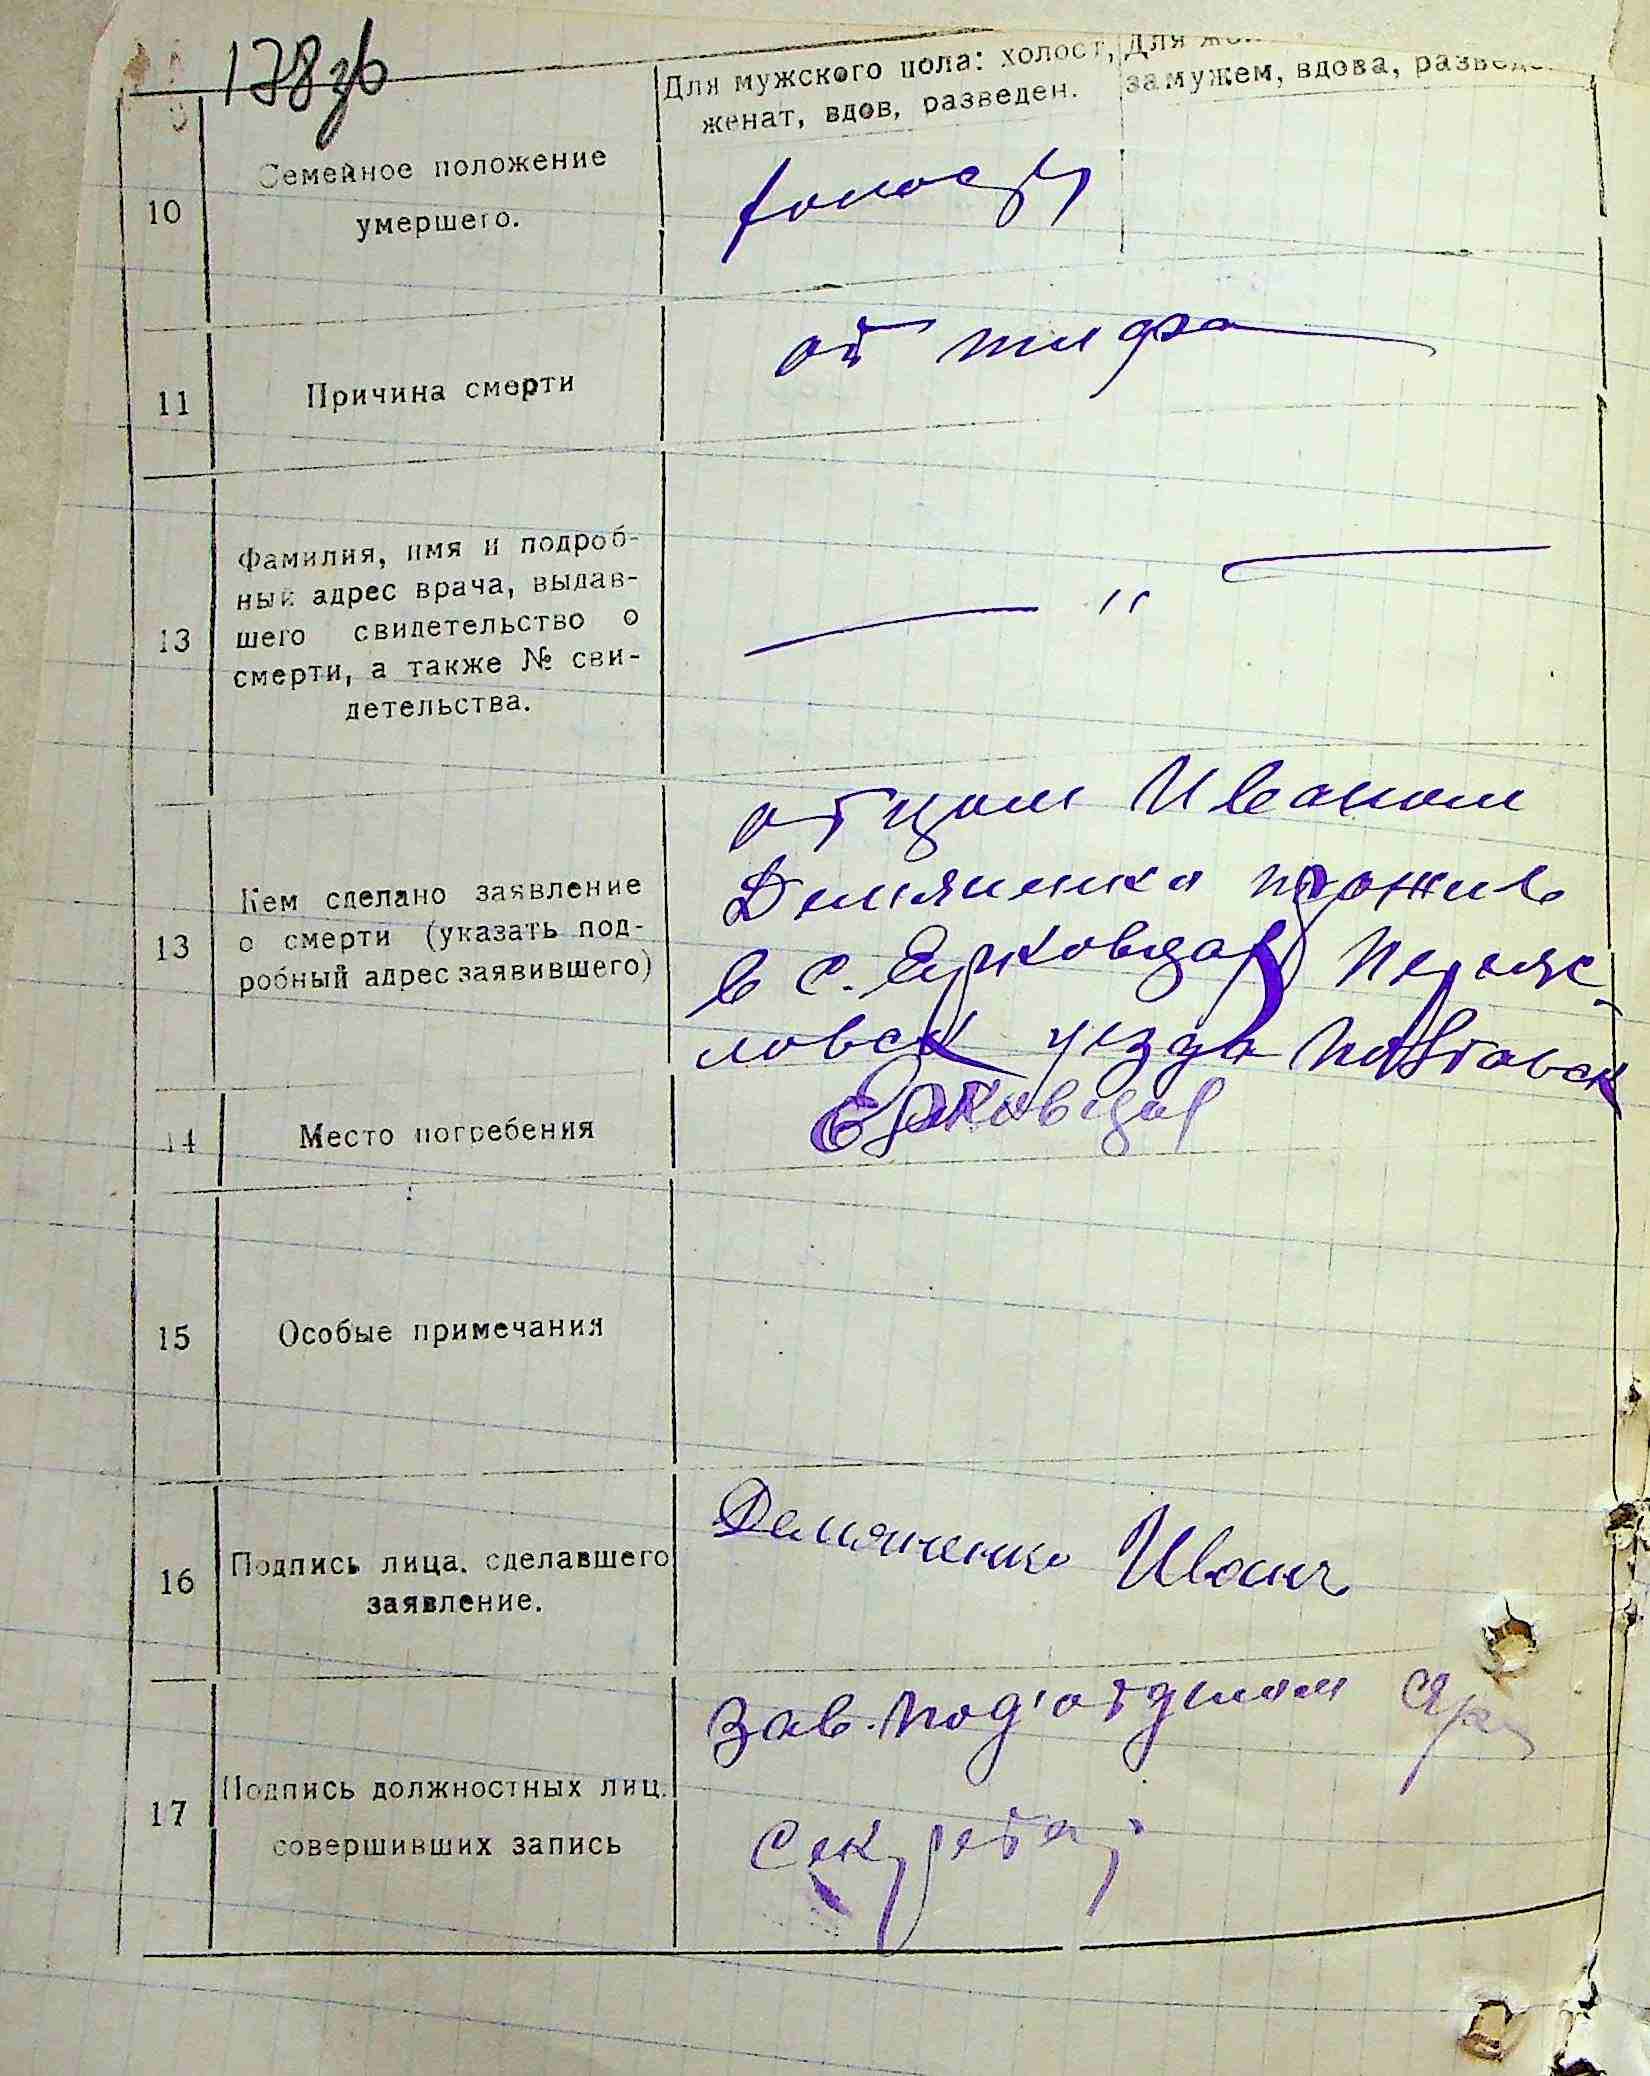 178зв
Для мужского пола: холост,
женат, вдов, разведен.
Для
замужем, вдова,
10
Семейное положение
умершего.
холост
11
Причина смерти
от тифа
13
Фамилия, имя и подроб-
ный адрес врача, выдав-
шего свидетельство о
смерти, а также № сви-
детельства.
— " —
13
Кем сделано заявление
о смерти (указать под-
робный адрес заявившего)
отцом Иваном
Демяненко прожив
в с. Ерковцах Переяс-
ловск уезда Полтавск
14
Место погребения
Ерковцах
15
Особые примечания
16
Подпись лица, сделавшего
заявление.
Демяненко Иван
17
Подпись должностных лиц,
совершивших запись
Зав. под'отделом
Секретарь